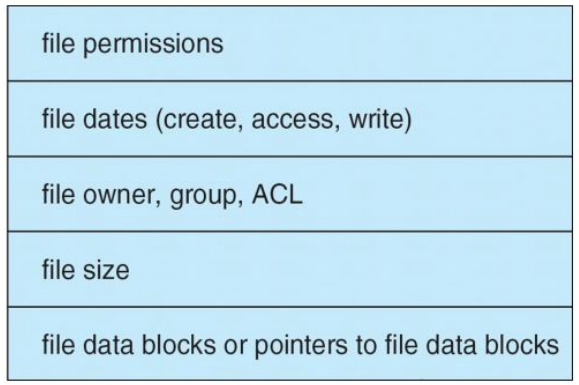 file permissions
file dates (create, access, write)
file owner, group, ACL
file size
file data blocks or pointers to file data blocks